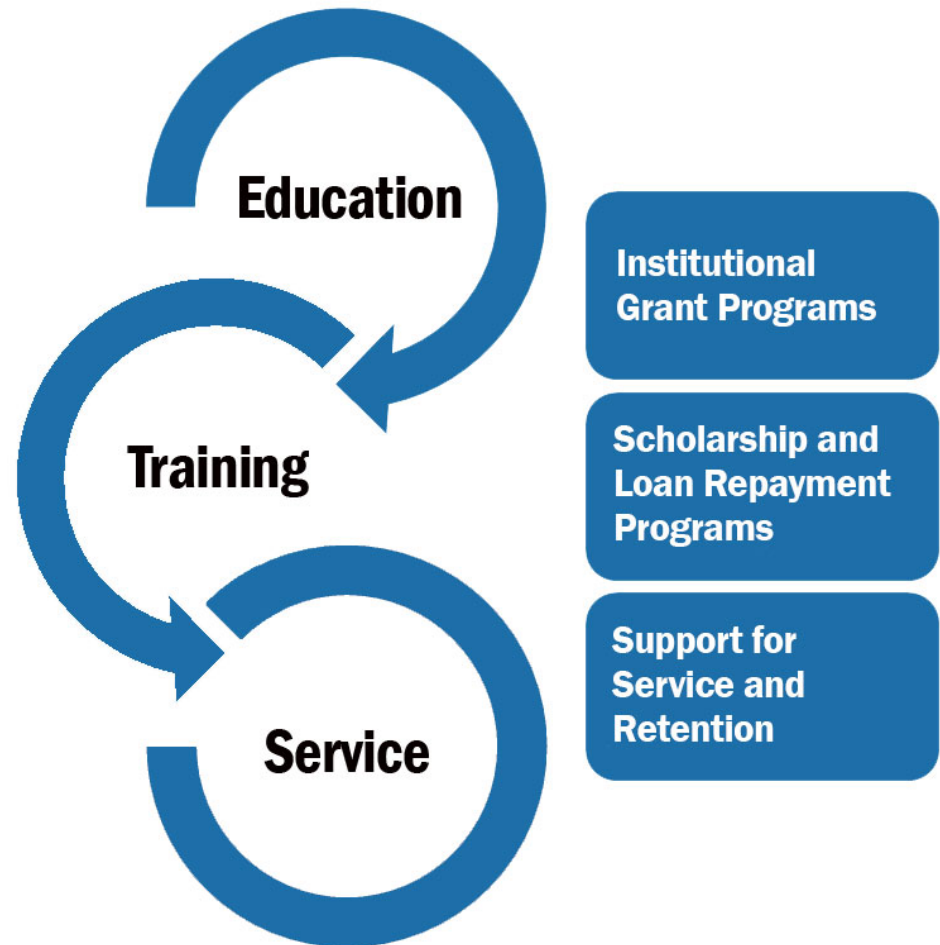 Education
Institutional
Grant Programs
Training
Scholarship and
Loan Repayment
Programs
Service
Support for
Service and
Retention